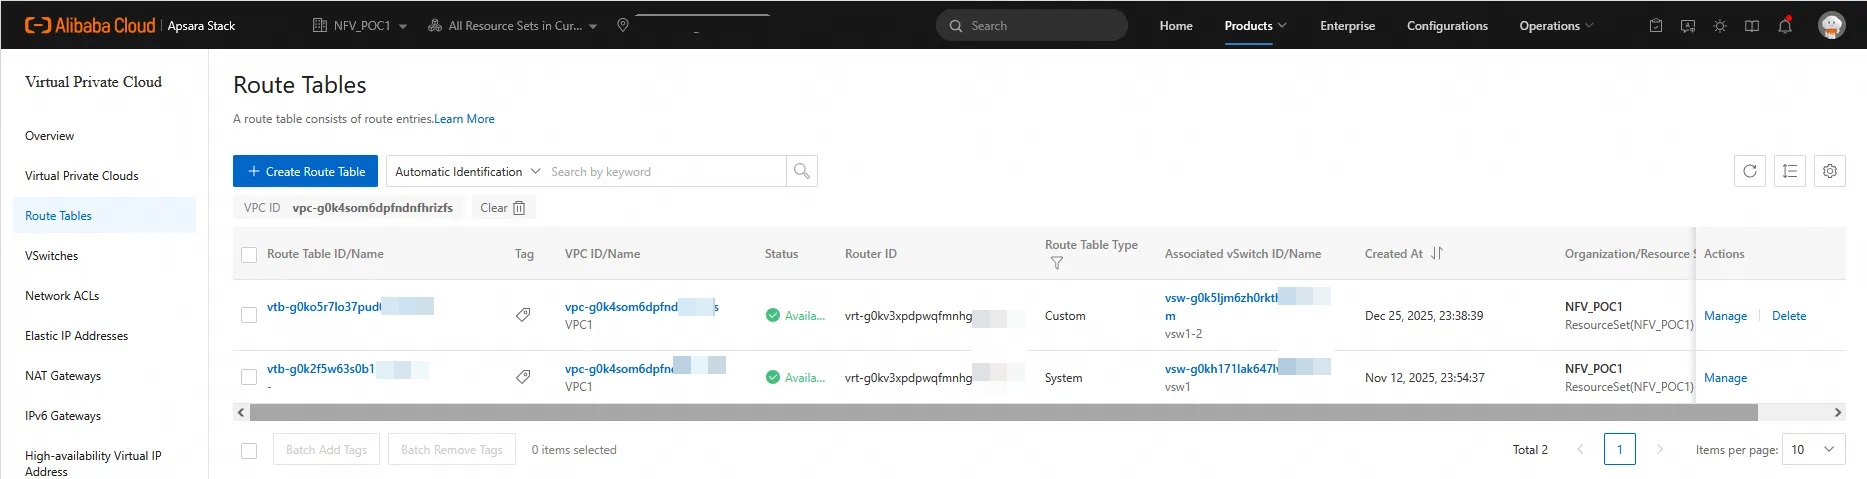 Alibaba Cloud | Apsara Stack NFV_POC1 All Resource Sets in Cur... Search Home Products Enterprise Configurations Operations
Virtual Private Cloud
Overview
Virtual Private Clouds
Route Tables
VSwitches
Network ACLs
Elastic IP Addresses
NAT Gateways
IPv6 Gateways
High-availability Virtual IP
Address
Route Tables
A route table consists of route entries.Learn More
+ Create Route Table Automatic Identification Search by keyword
VPC ID vpc-g0k4som6dpfndnfhrizfs Clear
Route Table ID/Name Tag VPC ID/Name Status Router ID Route Table Type Associated vSwitch ID/Name Created At Organization/Resource S Actions
vtb-g0ko5r7lo37pud vpc-g0k4som6dpfnd s Availa... vrt-g0kv3xpdpwqfmnhg Custom vsw-g0k5ljm6zh0rktl Dec 25, 2025, 23:38:39 NFV_POC1 Manage Delete
VPC1 m ResourceSet(NFV_POC1)
vsw1-2
vtb-g0k2f5w63s0b1 vpc-g0k4som6dpfn Availa... vrt-g0kv3xpdpwqfmnhg System vsw-g0kh171lak647l Nov 12, 2025, 23:54:37 NFV_POC1 Manage
- VPC1 vsw1 ResourceSet(NFV_POC1)
Batch Add Tags Batch Remove Tags 0 items selected Total 2 1 Items per page: 10